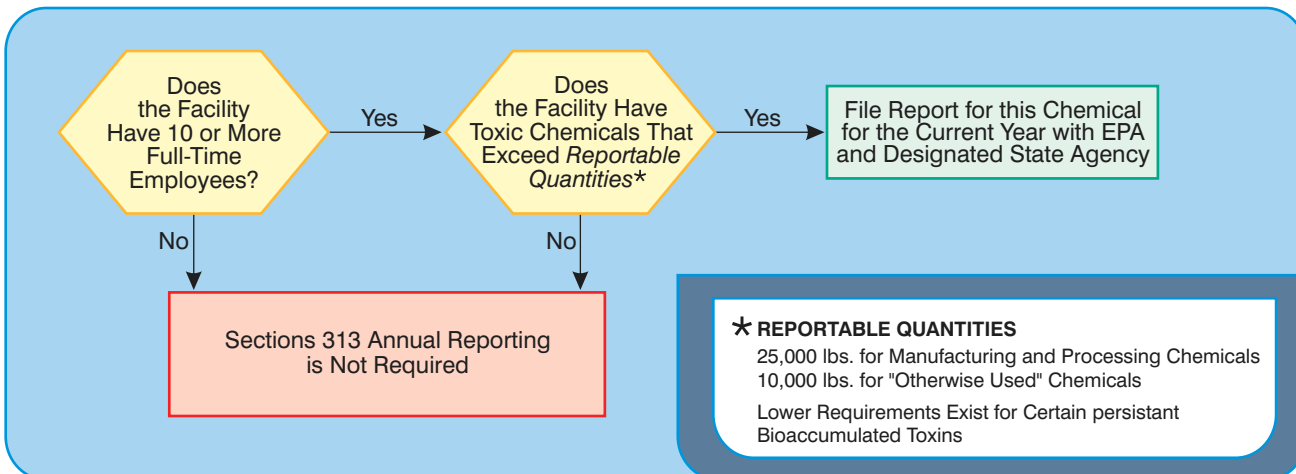 Does
the Facility
Have 10 or More
Full-Time
Employees?
Yes
Does
the Facility Have
Toxic Chemicals That
Exceed Reportable
Quantities*
Yes
File Report for this Chemical
for the Current Year with EPA
and Designated State Agency
No
No
Sections 313 Annual Reporting
is Not Required
* REPORTABLE QUANTITIES
25,000 lbs. for Manufacturing and Processing Chemicals
10,000 lbs. for "Otherwise Used" Chemicals
Lower Requirements Exist for Certain persistant
Bioaccumulated Toxins